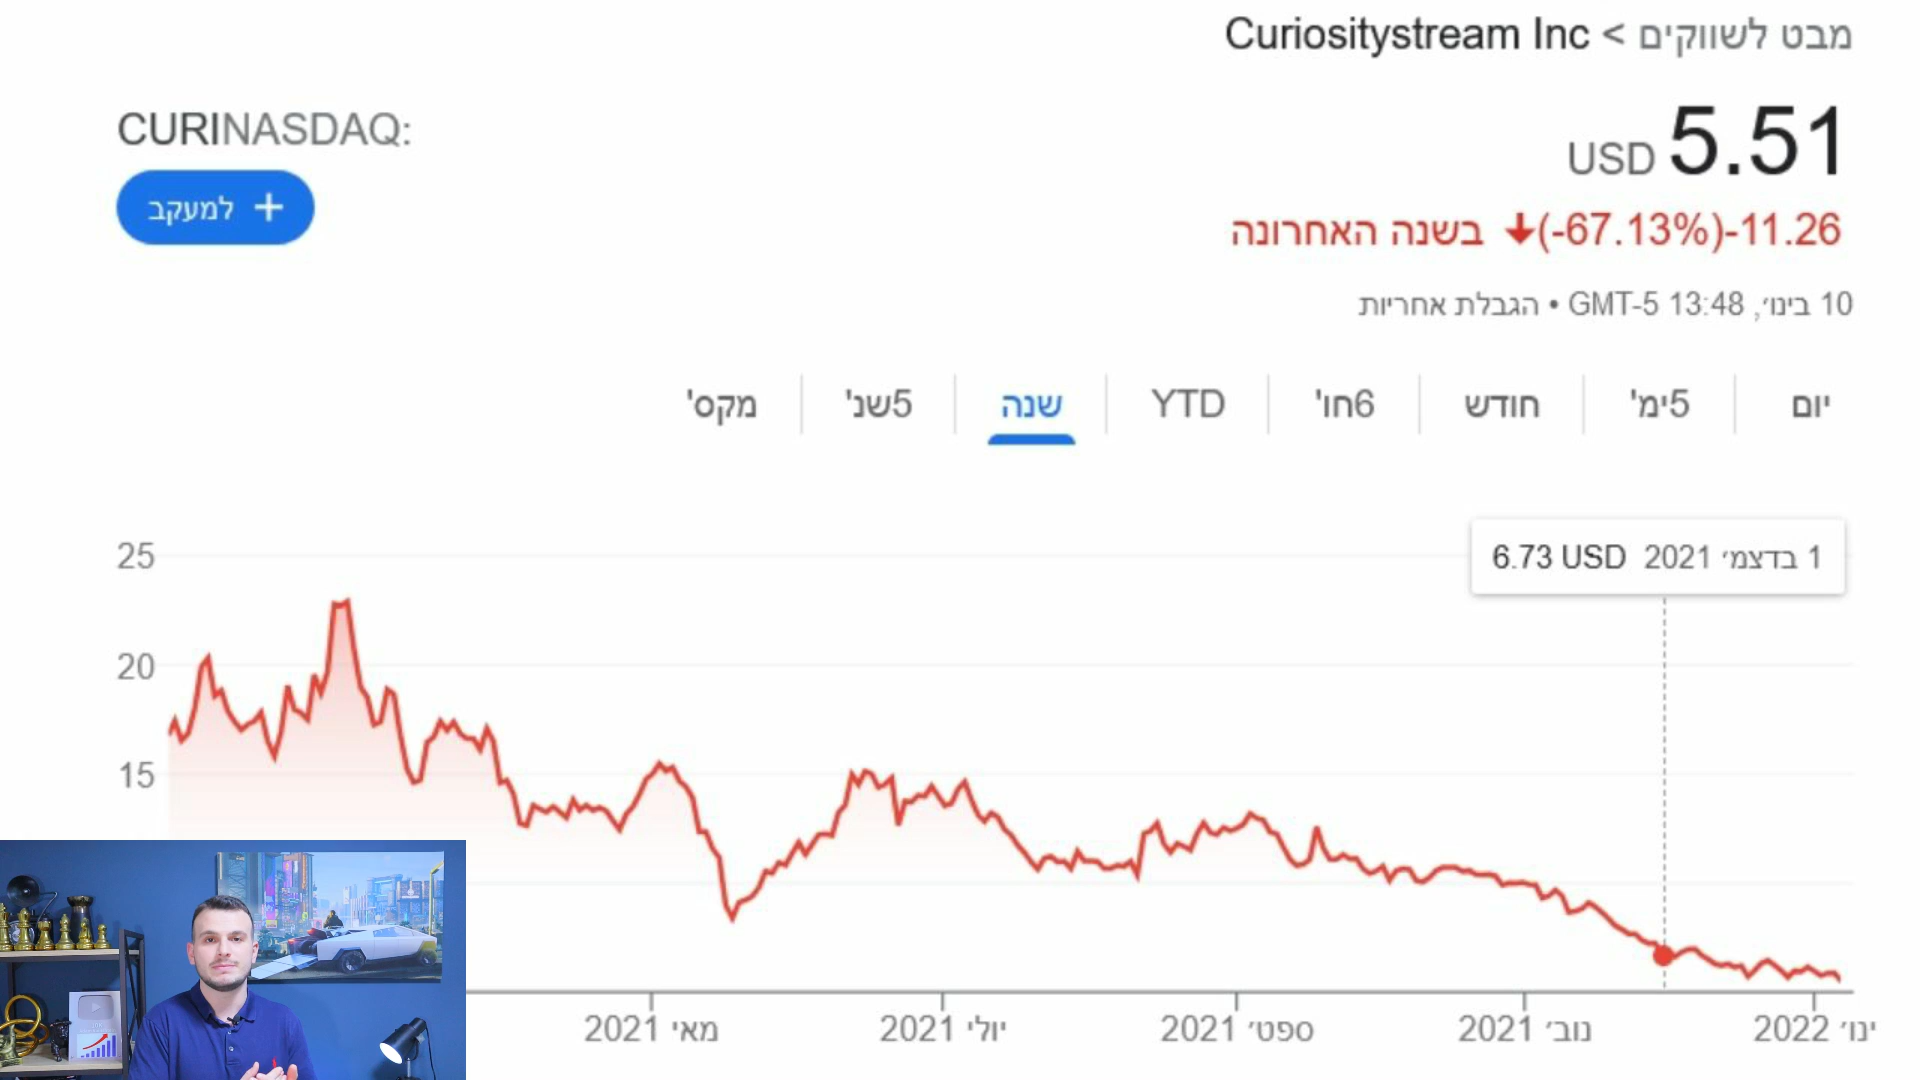 מבט לשווקים > Curiositystream Inc
5.51 USD
-11.26 (-67.13%)↓ בשנה האחרונה
10 בינו׳, 13:48 GMT-5 • הגבלת אחריות
CURINASDAQ:
+ למעקב
יום
5ימ'
חודש
6חו'
YTD
שנה
5שנ'
מקס'
1 בדצמ׳ 2021 6.73 USD
25
20
15
מאי 2021
יולי 2021
ספט׳ 2021
נוב׳ 2021
ינו׳ 2022